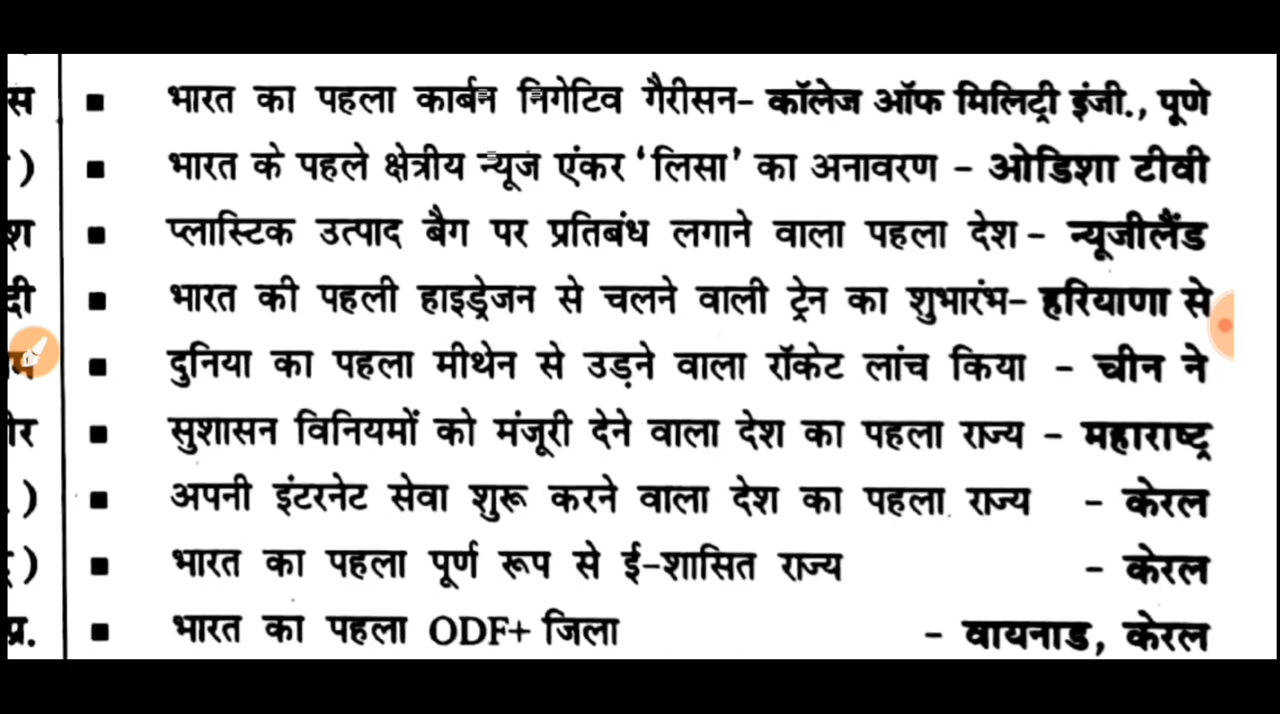 स ▪ भारत का पहला कार्बन निगेटिव गैरीसन– कॉलेज ऑफ मिलिट्री इंजी., पूणे
) ▪ भारत के पहले क्षेत्रीय न्यूज एंकर ‘लिसा’ का अनावरण – ओडिशा टीवी
श ▪ प्लास्टिक उत्पाद बैग पर प्रतिबंध लगाने वाला पहला देश – न्यूजीलैंड
दी ▪ भारत की पहली हाइड्रेजन से चलने वाली ट्रेन का शुभारंभ– हरियाणा से
▪ दुनिया का पहला मीथेन से उड़ने वाला रॉकेट लांच किया – चीन ने
ोर ▪ सुशासन विनियमों को मंजूरी देने वाला देश का पहला राज्य – महाराष्ट्र
. ) ▪ अपनी इंटरनेट सेवा शुरू करने वाला देश का पहला राज्य – केरल
) ▪ भारत का पहला पूर्ण रूप से ई-शासित राज्य – केरल
प्र. ▪ भारत का पहला ODF+ जिला – वायनाड, केरल